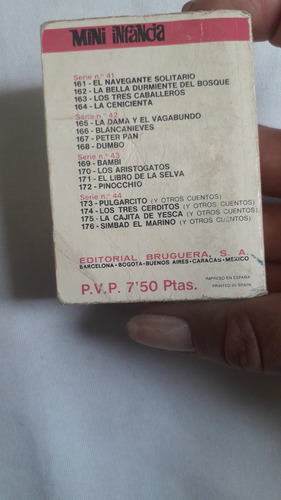 Mini infancia
Serie n.º 41
161 - EL NAVEGANTE SOLITARIO
162 - LA BELLA DURMIENTE DEL BOSQUE
163 - LOS TRES CABALLEROS
164 - LA CENICIENTA
Serie n.º 42
165 - LA DAMA Y EL VAGABUNDO
166 - BLANCANIEVES
167 - PETER PAN
168 - DUMBO
Serie n.º 43
169 - BAMBI
170 - LOS ARISTOGATOS
171 - EL LIBRO DE LA SELVA
172 - PINOCCHIO
Serie n.º 44
173 - PULGARCITO (Y OTROS CUENTOS)
174 - LOS TRES CERDITOS (Y OTROS CUENTOS)
175 - LA CAJITA DE YESCA (Y OTROS CUENTOS)
176 - SIMBAD EL MARINO (Y OTROS CUENTOS)
EDITORIAL BRUGUERA, S. A.
BARCELONA - BOGOTA - BUENOS AIRES - CARACAS - MEXICO
IMPRESO EN ESPAÑA
PRINTED IN SPAIN
P.V.P. 7'50 Ptas.